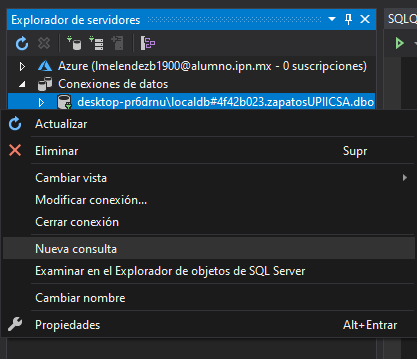 Explorador de servidores
SQLQ
Azure (lmelendezb1900@alumno.ipn.mx - 0 suscripciones)
Conexiones de datos
desktop-pr6drnu\localdb#4f42b023.zapatosUPIICSA.dbo
Actualizar
Eliminar Supr
Cambiar vista
Modificar conexión...
Cerrar conexión
Nueva consulta
Examinar en el Explorador de objetos de SQL Server
Cambiar nombre
Propiedades Alt+Entrar